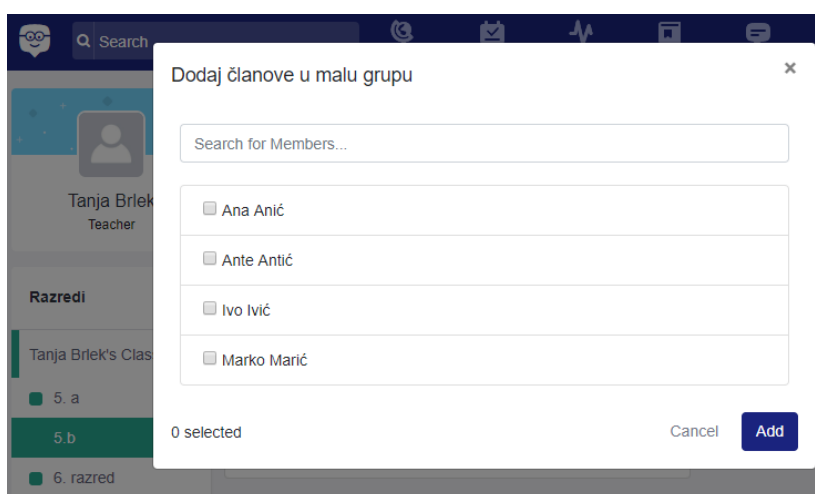 Search
Dodaj članove u malu grupu
×
Search for Members...
Tanja Brlek
Teacher
Ana Anić
Ante Antić
Razredi
Ivo Ivić
Tanja Brlek's Clas
Marko Marić
5. a
5.b
0 selected
Cancel
Add
6. razred